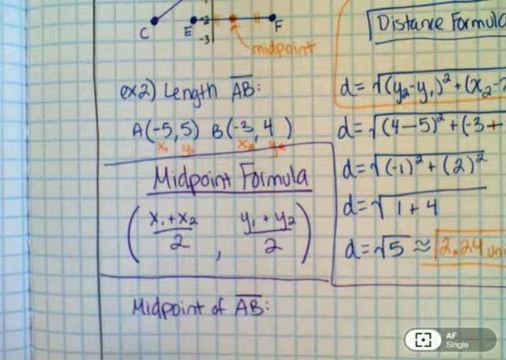 -2
C E F
-3
midpoint
Distance Formula
ex2) Length AB:
d=√(y₂-y₁)²+(x₂-
A(-5,5) B(-3,4)
x₁ y₁ x₂ y₂
d=√(4-5)²+(-3+
d=√(-1)²+(2)²
d=√1+4
d=√5 ≈ 2.24 un
Midpoint Formula
(x₁+x₂/2, y₁+y₂/2)
Midpoint of AB:
AF
Single